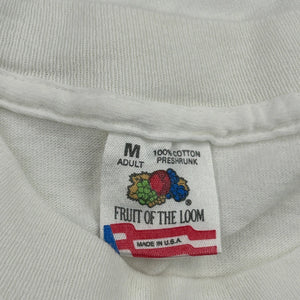 M 100% COTTON
ADULT PRESHRUNK
®
FRUIT OF THE LOOM
MADE IN U.S.A.